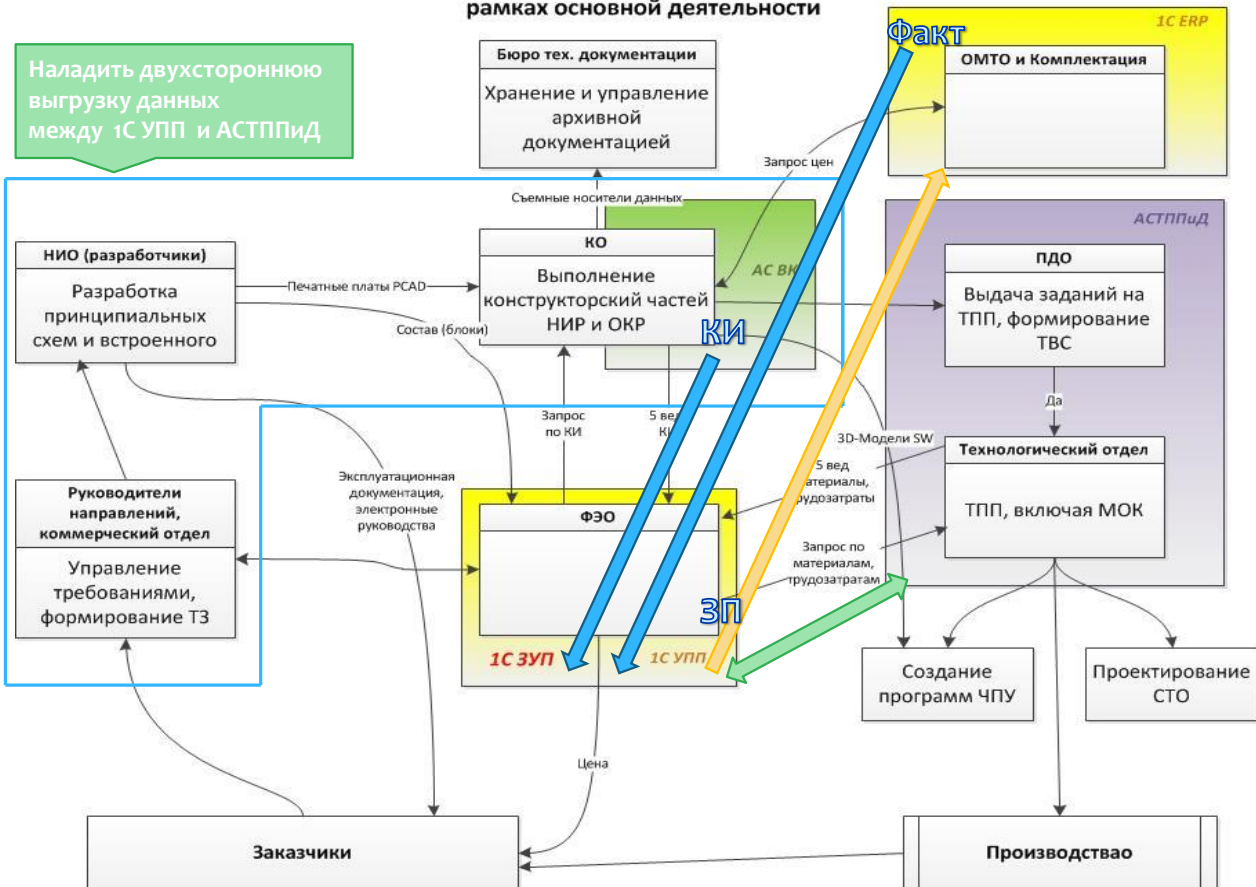 рамках основной деятельности
1С ERP
Факт
ОМТО и Комплектация
Наладить двухстороннюю
выгрузку данных
между 1С УПП и АСТППиД
Бюро тех. документации
Хранение и управление
архивной
документацией
Запрос цен
Съемные носители данных
АСТППиД
НИО (разработчики)
Разработка
принципиальных
схем и встроенного
Печатные платы PCAD
Состав (блоки)
КО
АС ВК
Выполнение
конструкторский частей
НИР и ОКР
КИ
ПДО
Выдача заданий на
ТПП, формирование
ТВС
Да
Запрос
по КИ
5 вед
КИ
3D-Модели SW
5 вед
материалы,
трудозатраты
Технологический отдел
ТПП, включая МОК
Руководители
направлений,
коммерческий отдел
Управление
требованиями,
формирование ТЗ
Эксплуатационная
документация,
электронные
руководства
ФЭО
Запрос по
материалам,
трудозатратам
ЗП
1С ЗУП
1С УПП
Создание
программ ЧПУ
Проектирование
СТО
Цена
Заказчики
Производствао